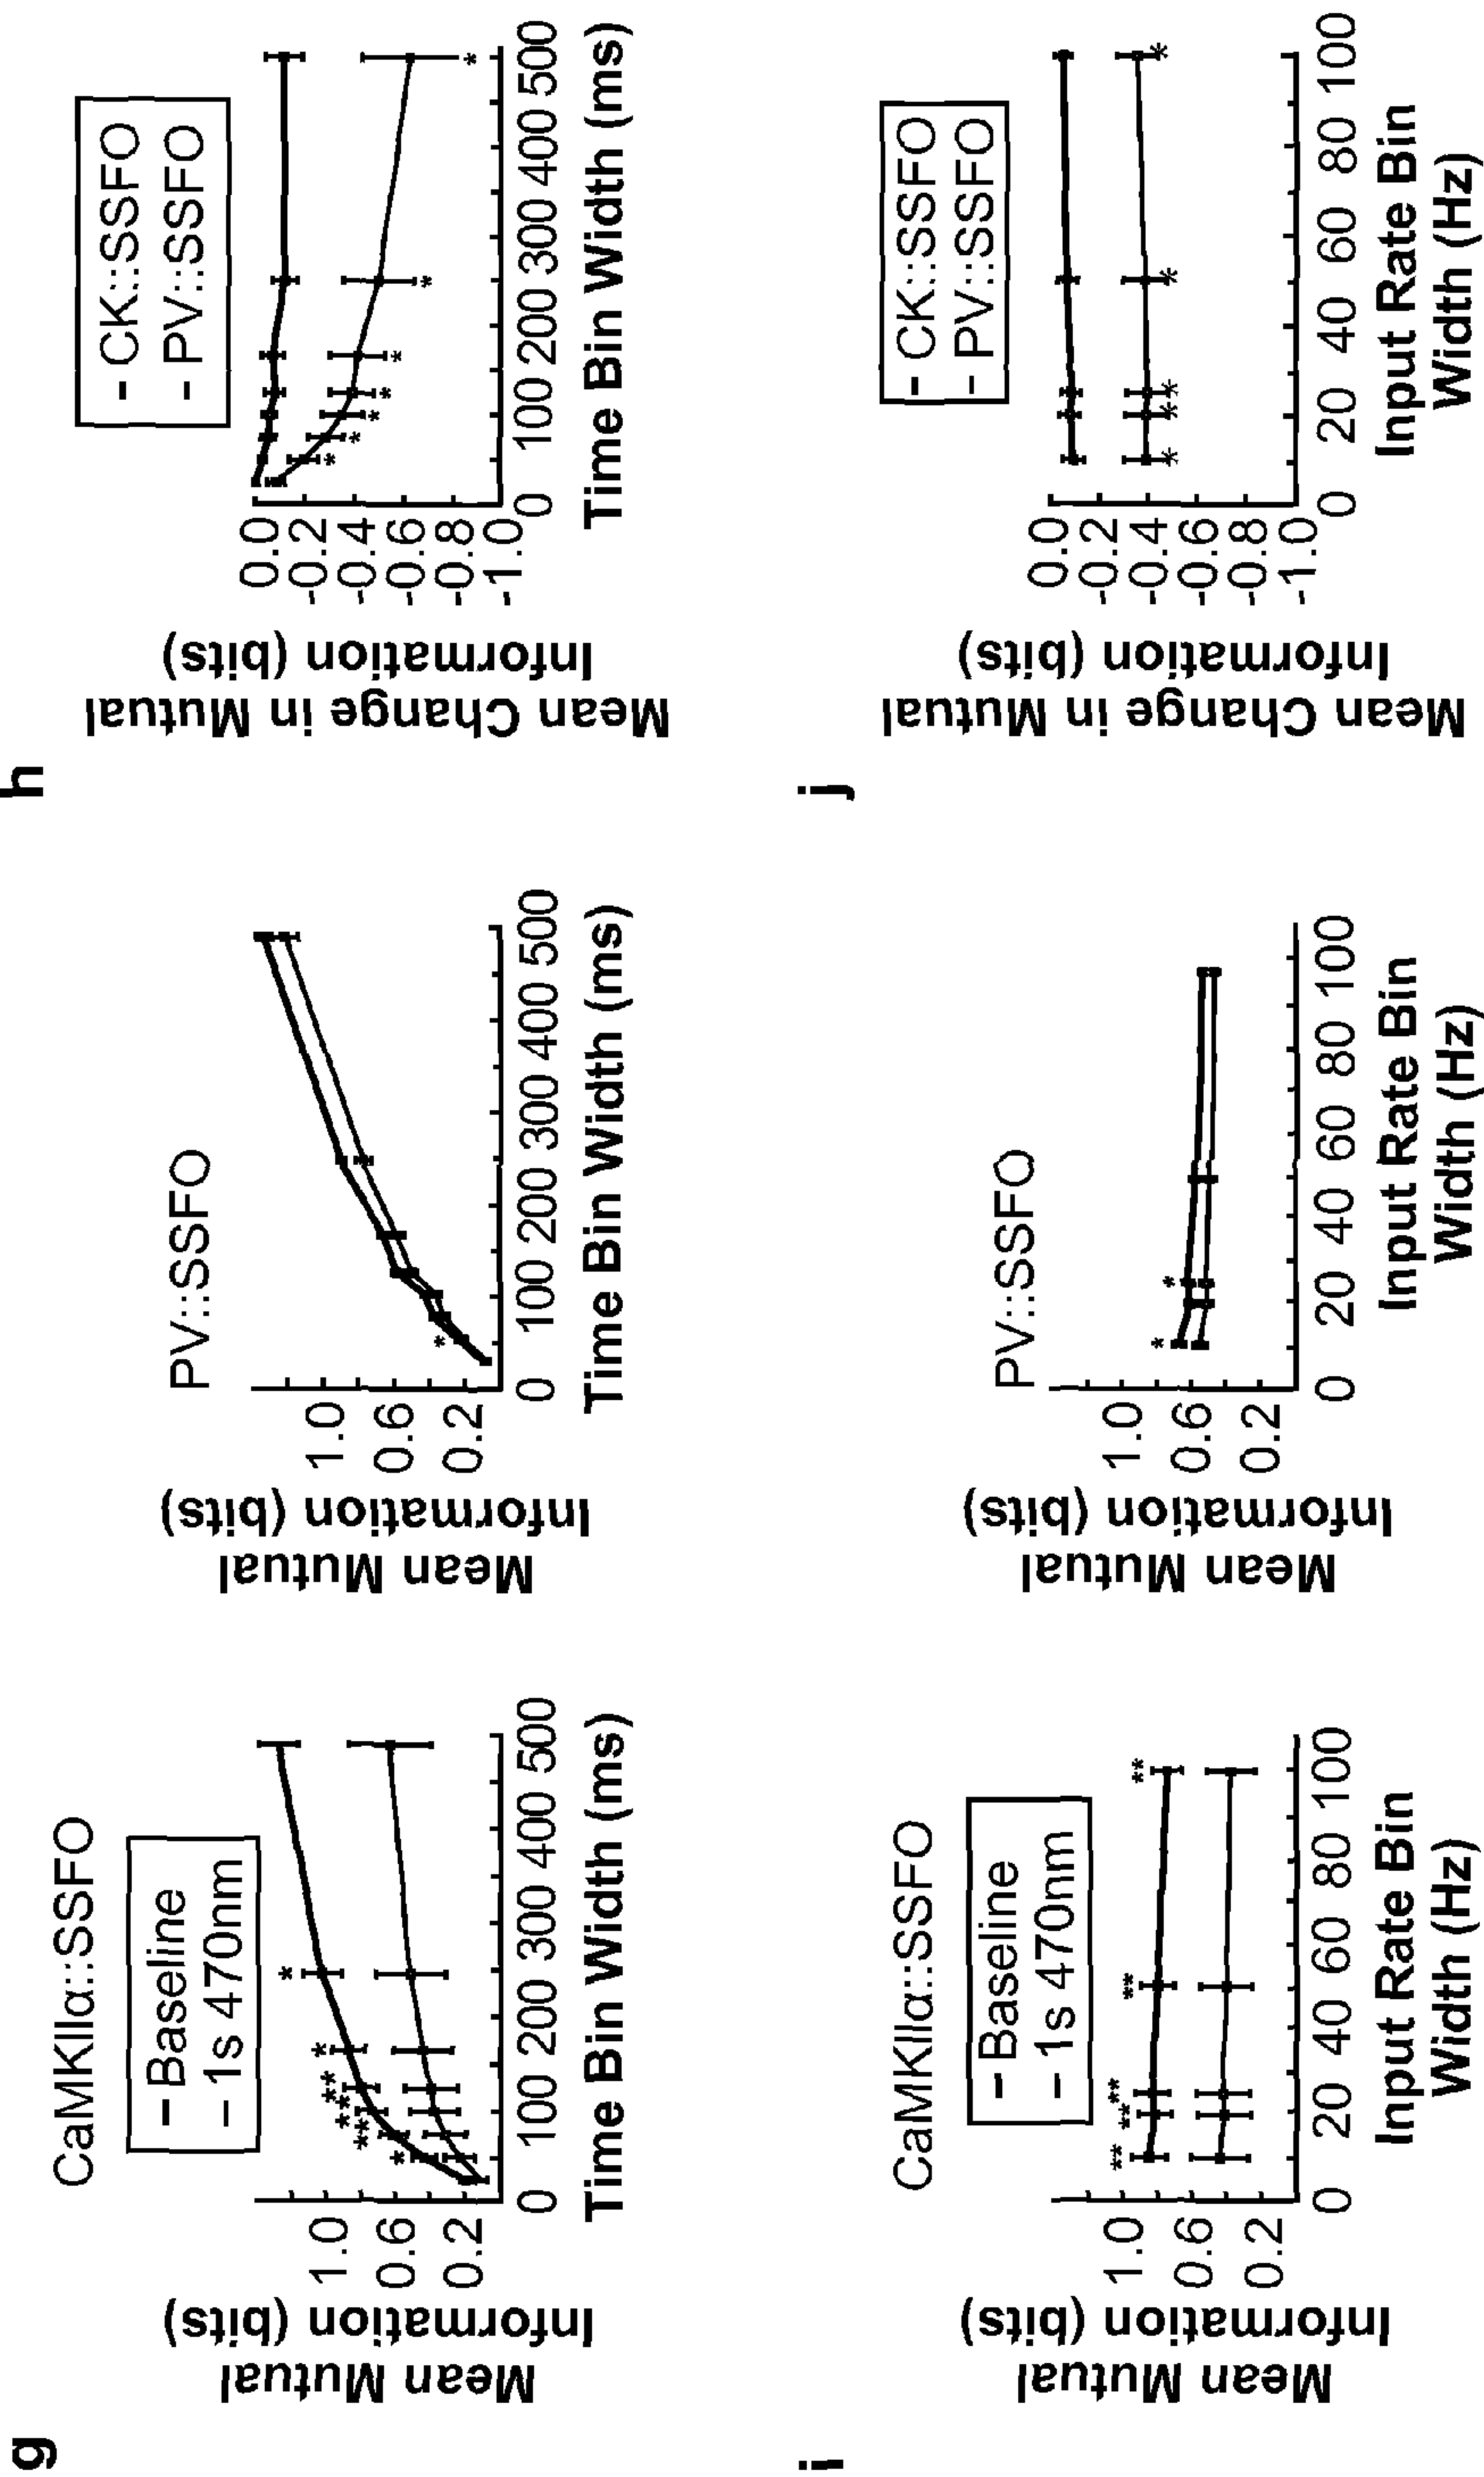 g
CaMKIIα::SSFO
Baseline
1s 470nm
Mean Mutual
Information (bits)
1.0
0.6
0.2
* ** ** ** * *
0 100 200 300 400 500
Time Bin Width (ms)
PV::SSFO
Mean Mutual
Information (bits)
1.0
0.6
0.2
*
0 100 200 300 400 500
Time Bin Width (ms)
h
CK::SSFO
PV::SSFO
Mean Change in Mutual
Information (bits)
0.0
-0.2
-0.4
-0.6
-0.8
-1.0
* * * * * * *
0 100 200 300 400 500
Time Bin Width (ms)
i
CaMKIIα::SSFO
Baseline
1s 470nm
Mean Mutual
Information (bits)
1.0
0.6
0.2
** ** ** ** **
0 20 40 60 80 100
Input Rate Bin
Width (Hz)
PV::SSFO
Mean Mutual
Information (bits)
1.0
0.6
0.2
* *
0 20 40 60 80 100
Input Rate Bin
Width (Hz)
j
CK::SSFO
PV::SSFO
Mean Change in Mutual
Information (bits)
0.0
-0.2
-0.4
-0.6
-0.8
-1.0
* * * * *
0 20 40 60 80 100
Input Rate Bin
Width (Hz)